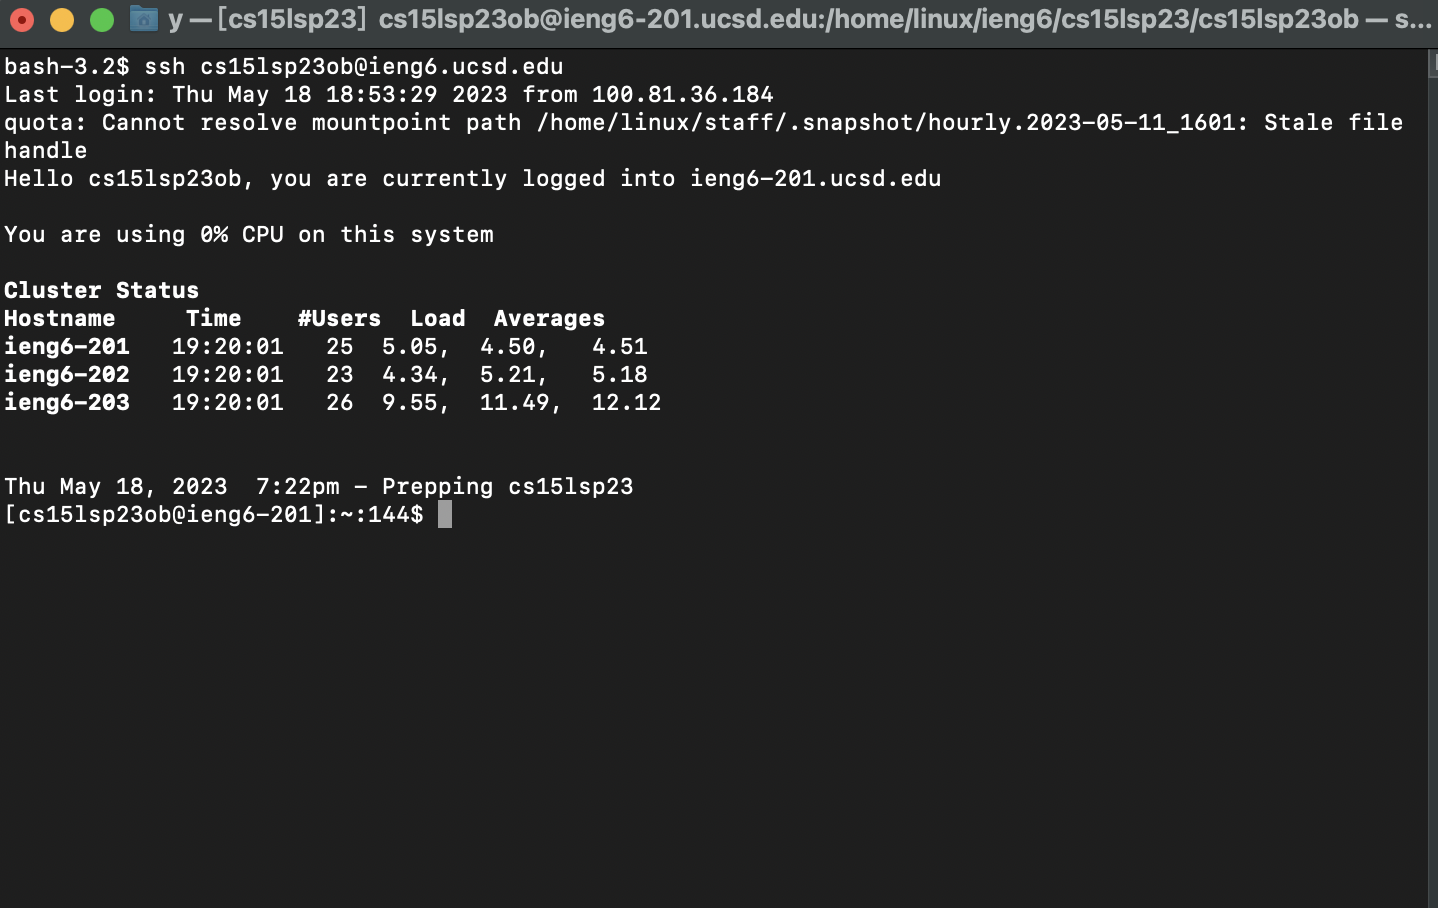 y — [cs15lsp23] cs15lsp23ob@ieng6-201.ucsd.edu:/home/linux/ieng6/cs15lsp23/cs15lsp23ob — s...
bash-3.2$ ssh cs15lsp23ob@ieng6.ucsd.edu
Last login: Thu May 18 18:53:29 2023 from 100.81.36.184
quota: Cannot resolve mountpoint path /home/linux/staff/.snapshot/hourly.2023-05-11_1601: Stale file
handle
Hello cs15lsp23ob, you are currently logged into ieng6-201.ucsd.edu
You are using 0% CPU on this system
Cluster Status
Hostname     Time    #Users  Load  Averages
ieng6-201   19:20:01   25  5.05,  4.50,   4.51
ieng6-202   19:20:01   23  4.34,  5.21,   5.18
ieng6-203   19:20:01   26  9.55,  11.49,  12.12
Thu May 18, 2023  7:22pm - Prepping cs15lsp23
[cs15lsp23ob@ieng6-201]:~:144$